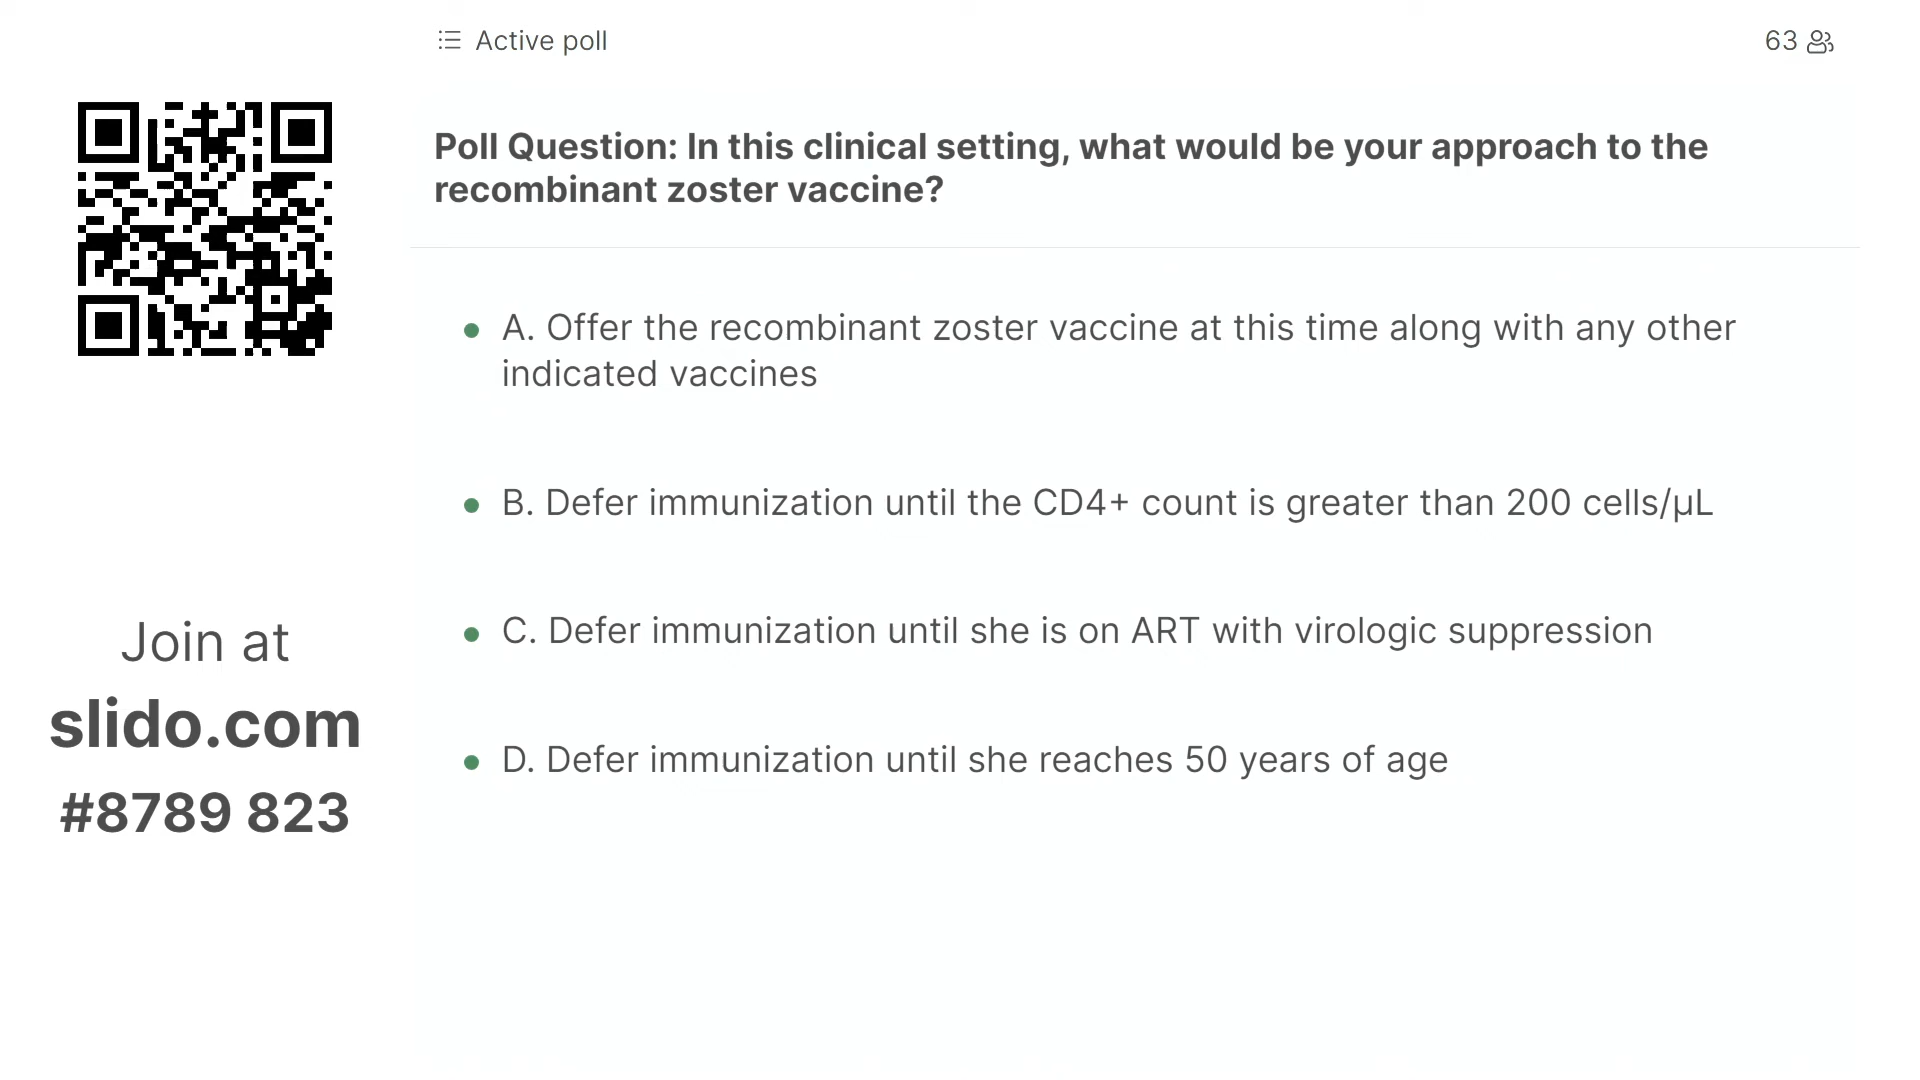 Active poll
63
Poll Question: In this clinical setting, what would be your approach to the
recombinant zoster vaccine?
A. Offer the recombinant zoster vaccine at this time along with any other
indicated vaccines
B. Defer immunization until the CD4+ count is greater than 200 cells/µL
C. Defer immunization until she is on ART with virologic suppression
D. Defer immunization until she reaches 50 years of age
Join at
slido.com
#8789 823